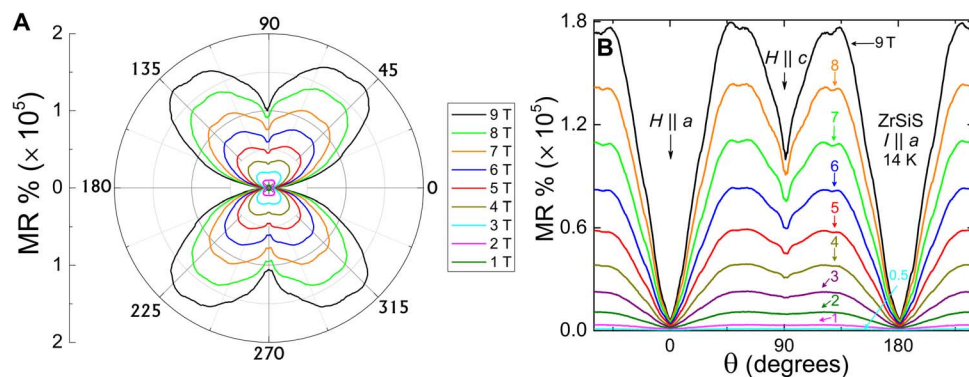 A
MR % (× 10⁵)
2
1
0
1
2
90
45
0
315
270
225
180
135
9 T
8 T
7 T
6 T
5 T
4 T
3 T
2 T
1 T
B
MR % (× 10⁵)
1.8
1.2
0.6
0.0
H || a
H || c
9 T
8
7
6
5
4
3
2
1
0.5
ZrSiS
I || a
14 K
0
90
180
θ (degrees)